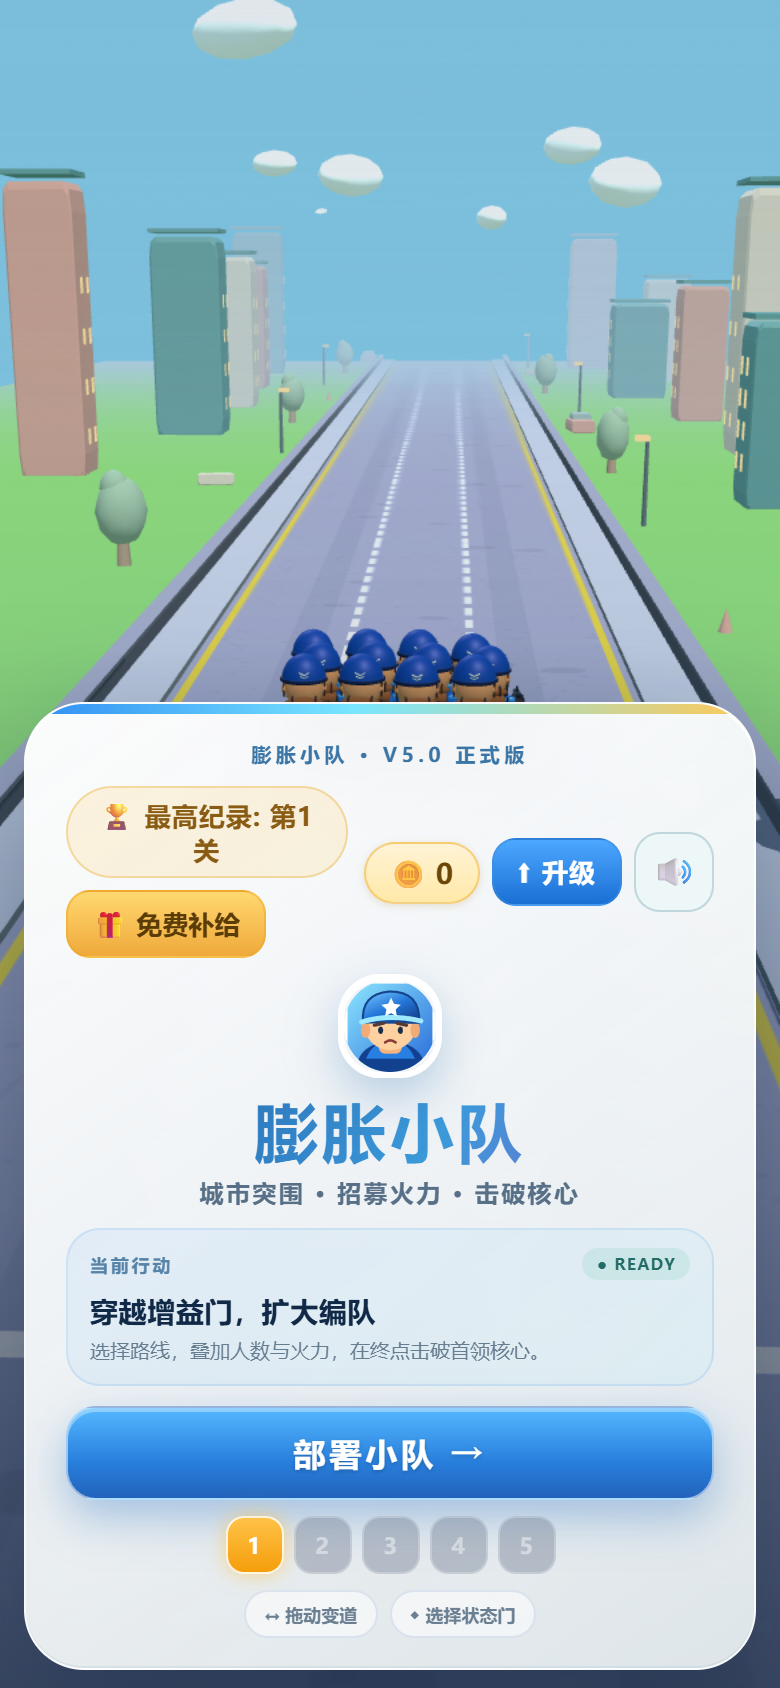 膨胀小队 • V5.0 正式版
🏆 最高纪录: 第1
关
0
⬆ 升级
免费补给
膨胀小队
城市突围 • 招募火力 • 击破核心
当前行动
● READY
穿越增益门，扩大编队
选择路线，叠加人数与火力，在终点击破首领核心。
部署小队 →
1 2 3 4 5
↔ 拖动变道
◆ 选择状态门